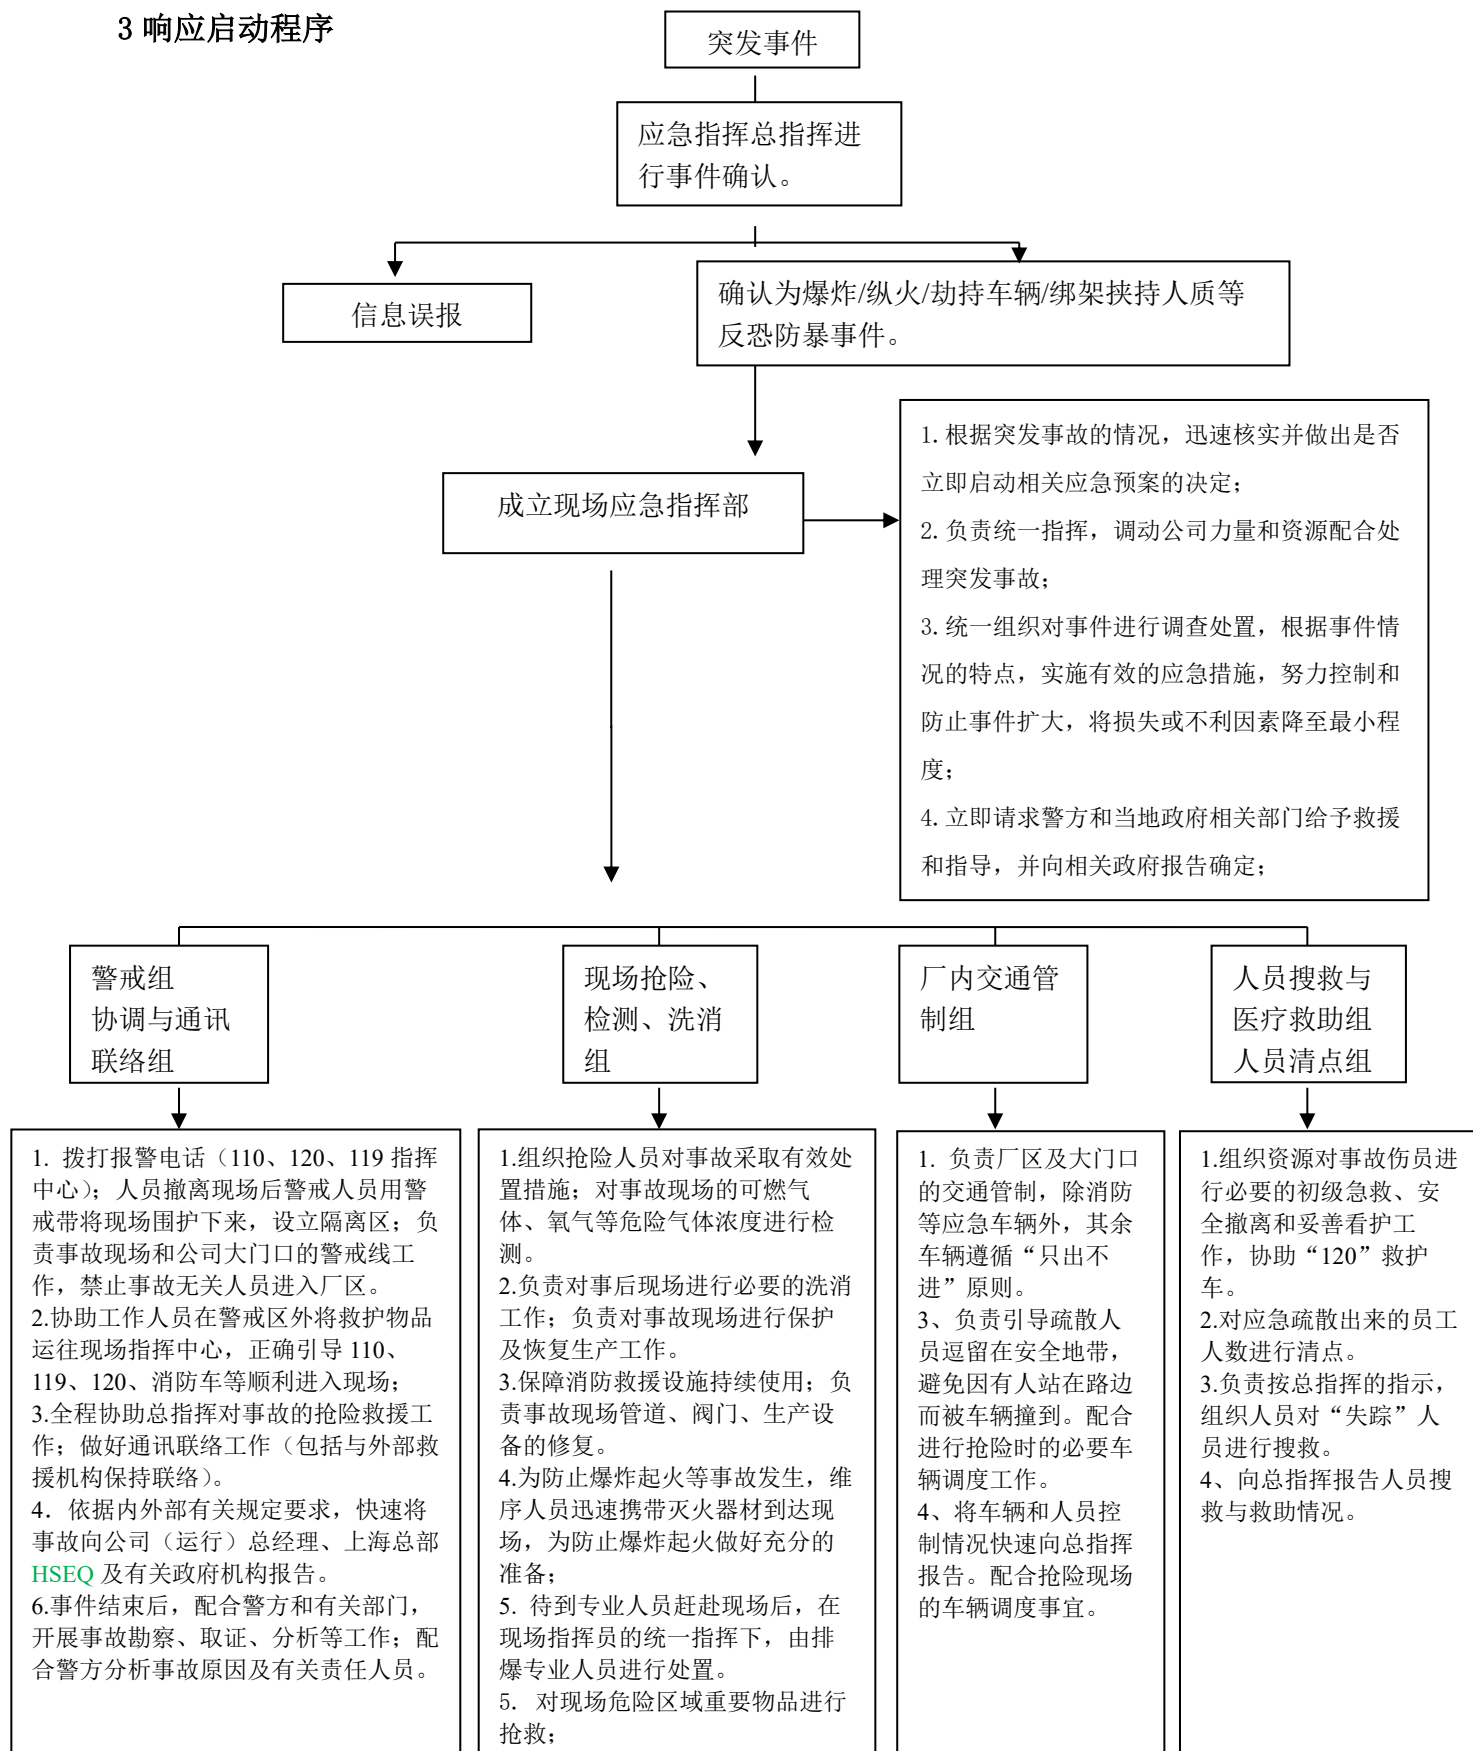 3 响应启动程序
突发事件
应急指挥总指挥进
行事件确认。
信息误报
确认为爆炸/纵火/劫持车辆/绑架挟持人质等
反恐防暴事件。
成立现场应急指挥部
1. 根据突发事故的情况，迅速核实并做出是否
立即启动相关应急预案的决定；
2. 负责统一指挥，调动公司力量和资源配合处
理突发事故；
3. 统一组织对事件进行调查处置，根据事件情
况的特点，实施有效的应急措施，努力控制和
防止事件扩大，将损失或不利因素降至最小程
度；
4. 立即请求警方和当地政府相关部门给予救援
和指导，并向相关政府报告确定；
警戒组
协调与通讯
联络组
现场抢险、
检测、洗消
组
厂内交通管
制组
人员搜救与
医疗救助组
人员清点组
1. 拨打报警电话（110、120、119 指挥
中心）；人员撤离现场后警戒人员用警
戒带将现场围护下来，设立隔离区；负
责事故现场和公司大门口的警戒线工
作，禁止事故无关人员进入厂区。
2.协助工作人员在警戒区外将救护物品
运往现场指挥中心，正确引导 110、
119、120、消防车等顺利进入现场；
3.全程协助总指挥对事故的抢险救援工
作；做好通讯联络工作（包括与外部救
援机构保持联络）。
4. 依据内外部有关规定要求，快速将
事故向公司（运行）总经理、上海总部
HSEQ 及有关政府机构报告。
6.事件结束后，配合警方和有关部门，
开展事故勘察、取证、分析等工作；配
合警方分析事故原因及有关责任人员。
1.组织抢险人员对事故采取有效处
置措施；对事故现场的可燃气
体、氧气等危险气体浓度进行检
测。
2.负责对事后现场进行必要的洗消
工作；负责对事故现场进行保护
及恢复生产工作。
3.保障消防救援设施持续使用；负
责事故现场管道、阀门、生产设
备的修复。
4.为防止爆炸起火等事故发生，维
序人员迅速携带灭火器材到达现
场，为防止爆炸起火做好充分的
准备；
5. 待到专业人员赶赴现场后，在
现场指挥员的统一指挥下，由排
爆专业人员进行处置。
5. 对现场危险区域重要物品进行
抢救；
1. 负责厂区及大门口
的交通管制，除消防
等应急车辆外，其余
车辆遵循“只出不
进”原则。
3、负责引导疏散人
员逗留在安全地带，
避免因有人站在路边
而被车辆撞到。配合
进行抢险时的必要车
辆调度工作。
4、将车辆和人员控
制情况快速向总指挥
报告。配合抢险现场
的车辆调度事宜。
1.组织资源对事故伤员进
行必要的初级急救、安
全撤离和妥善看护工
作，协助“120”救护
车。
2.对应急疏散出来的员工
人数进行清点。
3.负责按总指挥的指示，
组织人员对“失踪”人
员进行搜救。
4、向总指挥报告人员搜
救与救助情况。